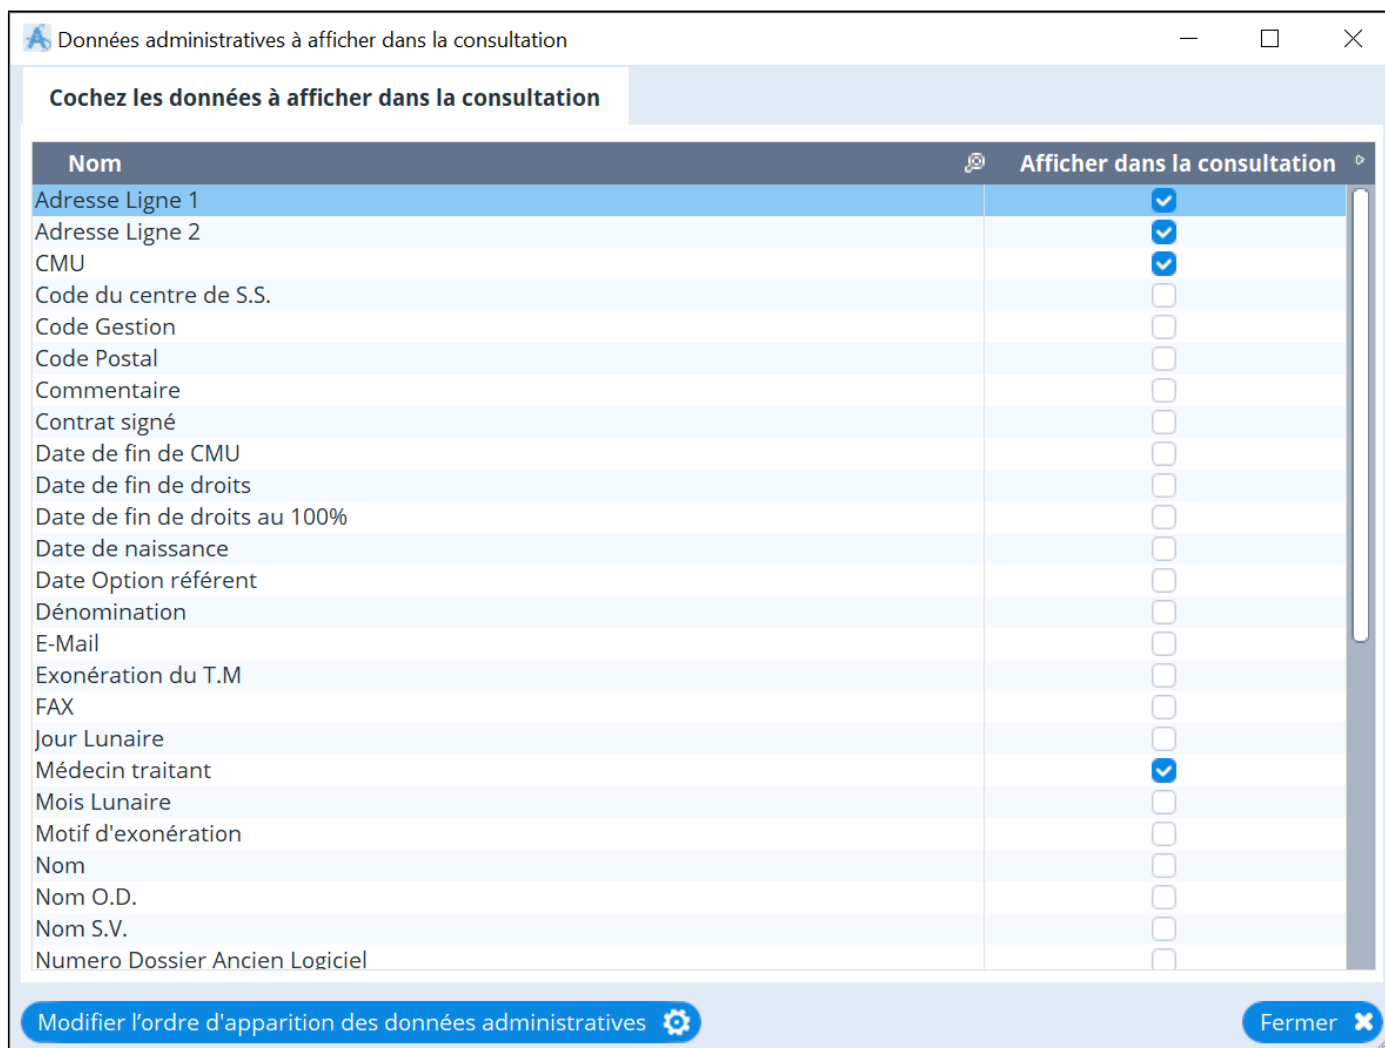 Données administratives à afficher dans la consultation
Cochez les données à afficher dans la consultation
Nom Afficher dans la consultation
Adresse Ligne 1
Adresse Ligne 2
CMU
Code du centre de S.S.
Code Gestion
Code Postal
Commentaire
Contrat signé
Date de fin de CMU
Date de fin de droits
Date de fin de droits au 100%
Date de naissance
Date Option référent
Dénomination
E-Mail
Exonération du T.M
FAX
Jour Lunaire
Médecin traitant
Mois Lunaire
Motif d'exonération
Nom
Nom O.D.
Nom S.V.
Numero Dossier Ancien Logiciel
Modifier l’ordre d'apparition des données administratives Fermer